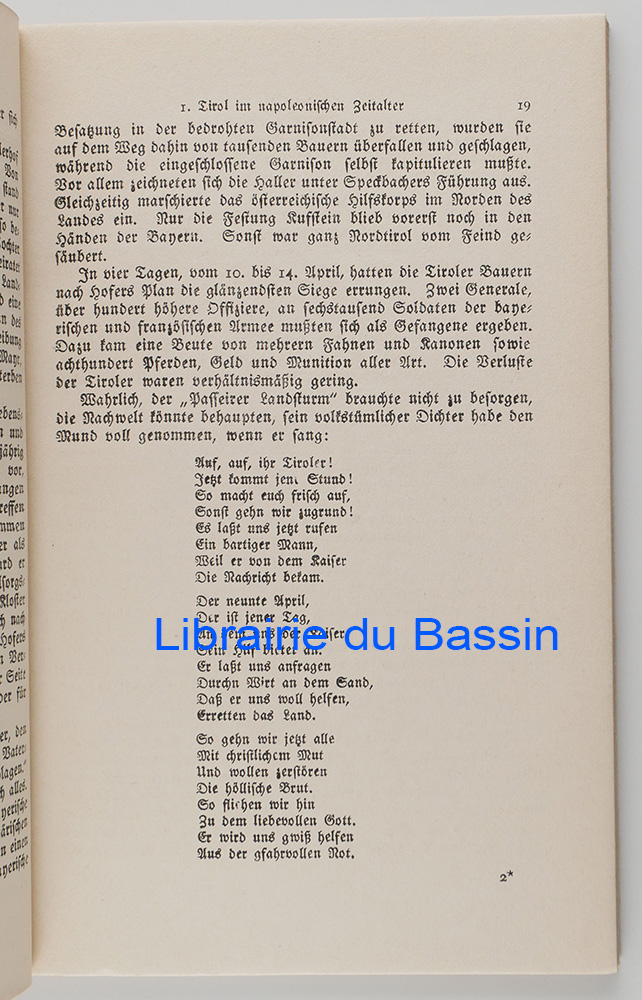 1. Tirol im napoleonischen Zeitalter 19
Besatzung in der bedrohten Garnisonstadt zu retten, wurden sie
auf dem Weg dahin von tausenden Bauern überfallen und geschlagen,
während die eingeschlossene Garnison selbst kapitulieren mußte.
Vor allem zeichneten sich die Haller unter Speckbachers Führung aus.
Gleichzeitig marschierte das österreichische Hilfskorps im Norden des
Landes ein. Nur die Festung Kufstein blieb vorerst noch in den
Händen der Bayern. Sonst war ganz Nordtirol vom Feind ge-
säubert.
In vier Tagen, vom 10. bis 14. April, hatten die Tiroler Bauern
nach Hofers Plan die glänzendsten Siege errungen. Zwei Generale,
über hundert höhere Offiziere, an sechstausend Soldaten der baye-
rischen und französischen Armee mußten sich als Gefangene ergeben.
Dazu kam eine Beute von mehrern Fahnen und Kanonen sowie
achthundert Pferden, Geld und Munition aller Art. Die Verluste
der Tiroler waren verhältnismäßig gering.
Wahrlich, der „Passeirer Landsturm" brauchte nicht zu besorgen,
die Nachwelt könnte behaupten, sein volkstümlicher Dichter habe den
Mund voll genommen, wenn er sang:
Auf, auf, ihr Tiroler!
Jetzt kommt jene Stund!
So macht euch frisch auf,
Sonst gehn wir zugrund!
Es laßt uns jetzt rufen
Ein bartiger Mann,
Weil er von dem Kaiser
Die Nachricht bekam.
Der neunte April,
Der ist jener Tag,
An dem uns der Kaiser
Sein Hüf bietet an.
Er laßt uns anfragen
Durchn Wirt an dem Sand,
Daß er uns woll helfen,
Erretten das Land.
So gehn wir jetzt alle
Mit christlichem Mut
Und wollen zerstören
Die höllische Brut.
So fliehen wir hin
Zu dem liebevollen Gott.
Er wird uns gwiß helfen
Aus der gfahrvollen Not.
2*
Librairie du Bassin